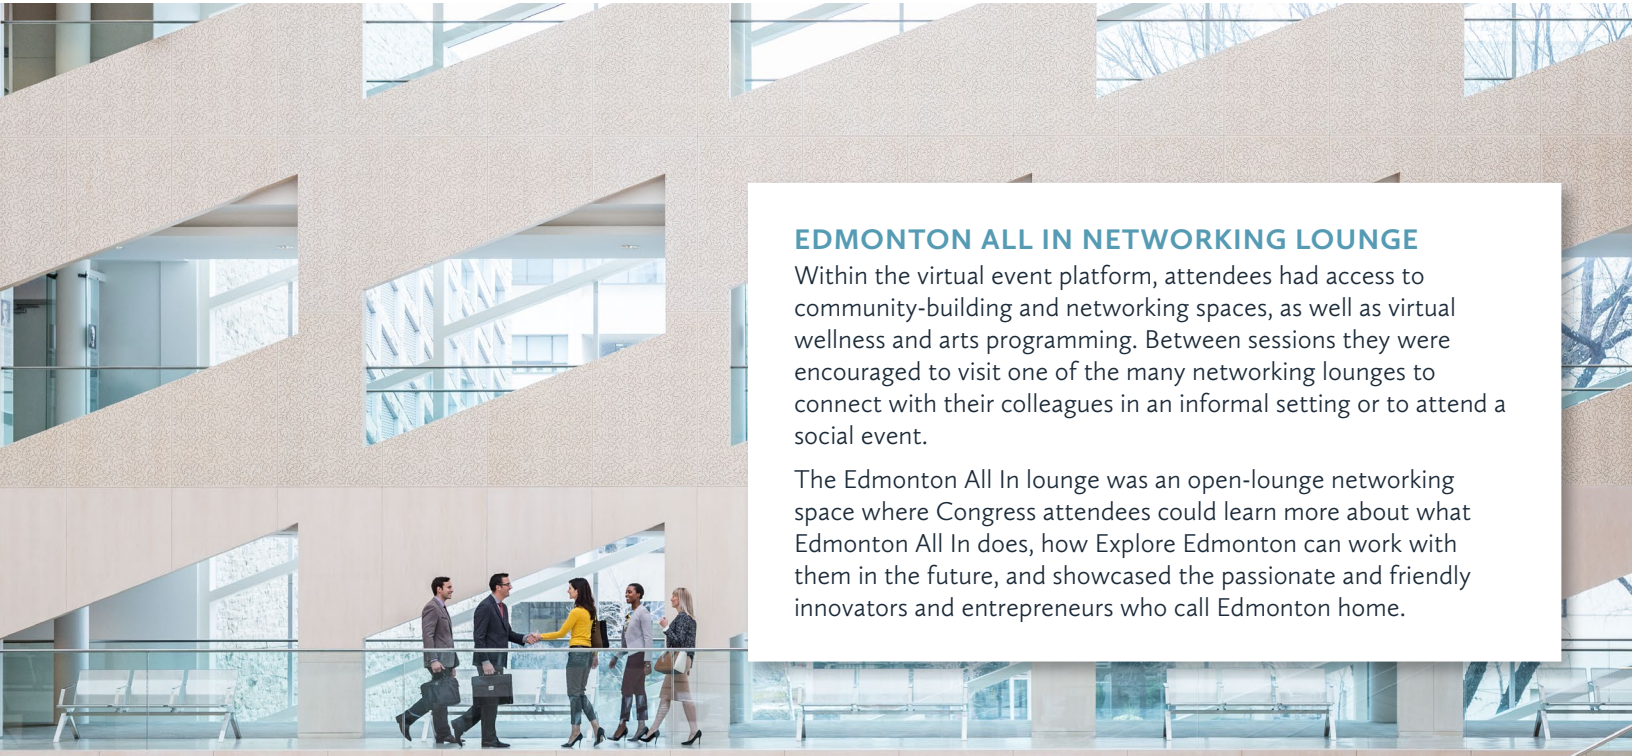 EDMONTON ALL IN NETWORKING LOUNGE
Within the virtual event platform, attendees had access to
community-building and networking spaces, as well as virtual
wellness and arts programming. Between sessions they were
encouraged to visit one of the many networking lounges to
connect with their colleagues in an informal setting or to attend a
social event.
The Edmonton All In lounge was an open-lounge networking
space where Congress attendees could learn more about what
Edmonton All In does, how Explore Edmonton can work with
them in the future, and showcased the passionate and friendly
innovators and entrepreneurs who call Edmonton home.